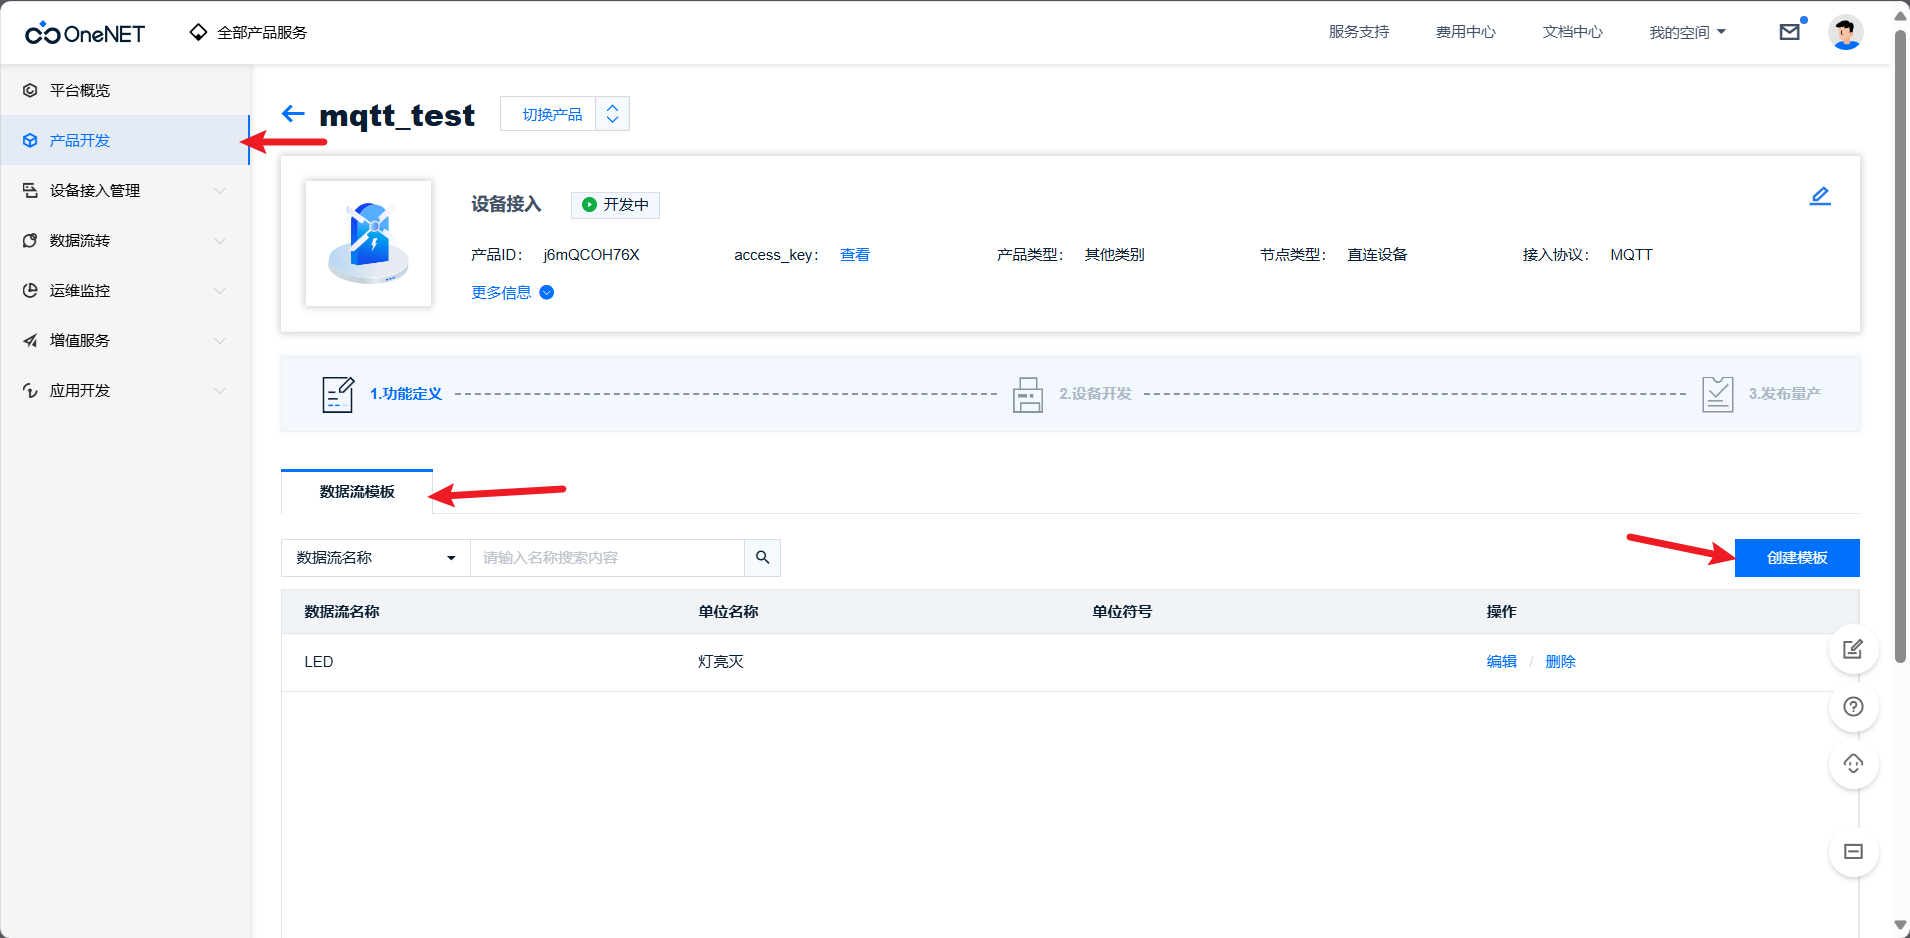 OneNET 全部产品服务 服务支持 费用中心 文档中心 我的空间
平台概览
产品开发
设备接入管理
数据流转
运维监控
增值服务
应用开发
mqtt_test 切换产品
设备接入 开发中
产品ID： j6mQCOH76X access_key： 查看 产品类型： 其他类别 节点类型： 直连设备 接入协议： MQTT
更多信息
1.功能定义 2.设备开发 3.发布量产
数据流模板
数据流名称 请输入名称搜索内容 创建模板
数据流名称 单位名称 单位符号 操作
LED 灯亮灭 编辑 / 删除